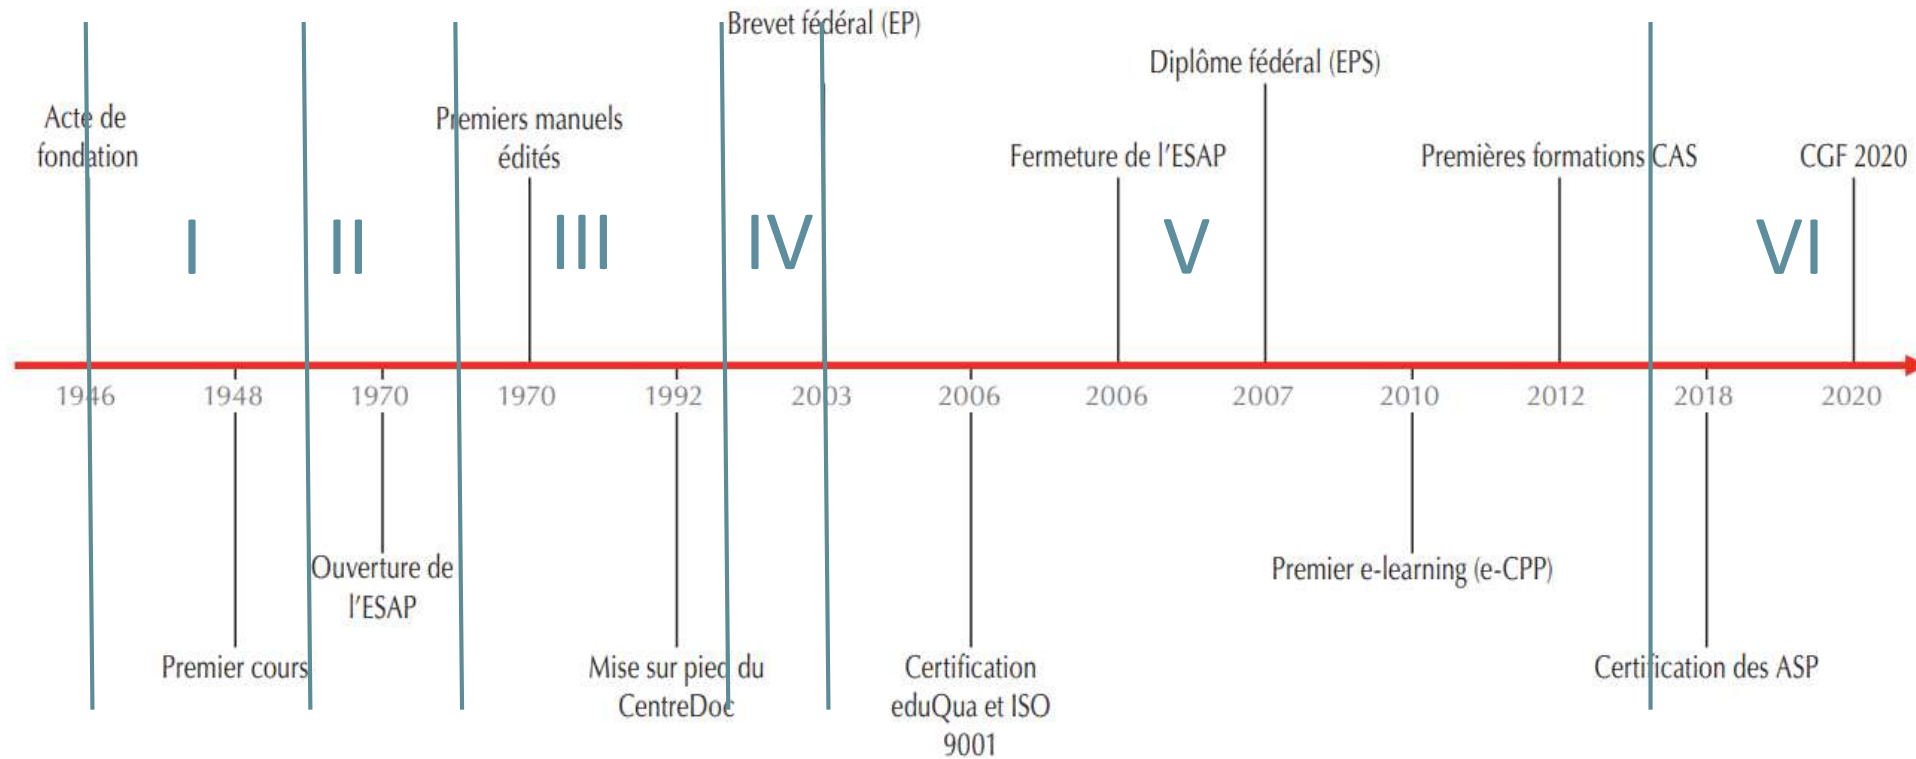 Brevet fédéral (EP)
Diplôme fédéral (EPS)
Acte de
fondation
Premiers manuels
édités
Fermeture de l'ESAP
Premières formations CAS
CGF 2020
I
II
III
IV
V
VI
1946
1948
1970
1970
1992
2003
2006
2006
2007
2010
2012
2018
2020
Ouverture de
l'ESAP
Premier e-learning (e-CPP)
Premier cours
Mise sur pied du
CentreDoc
Certification
eduQua et ISO
9001
Certification des ASP